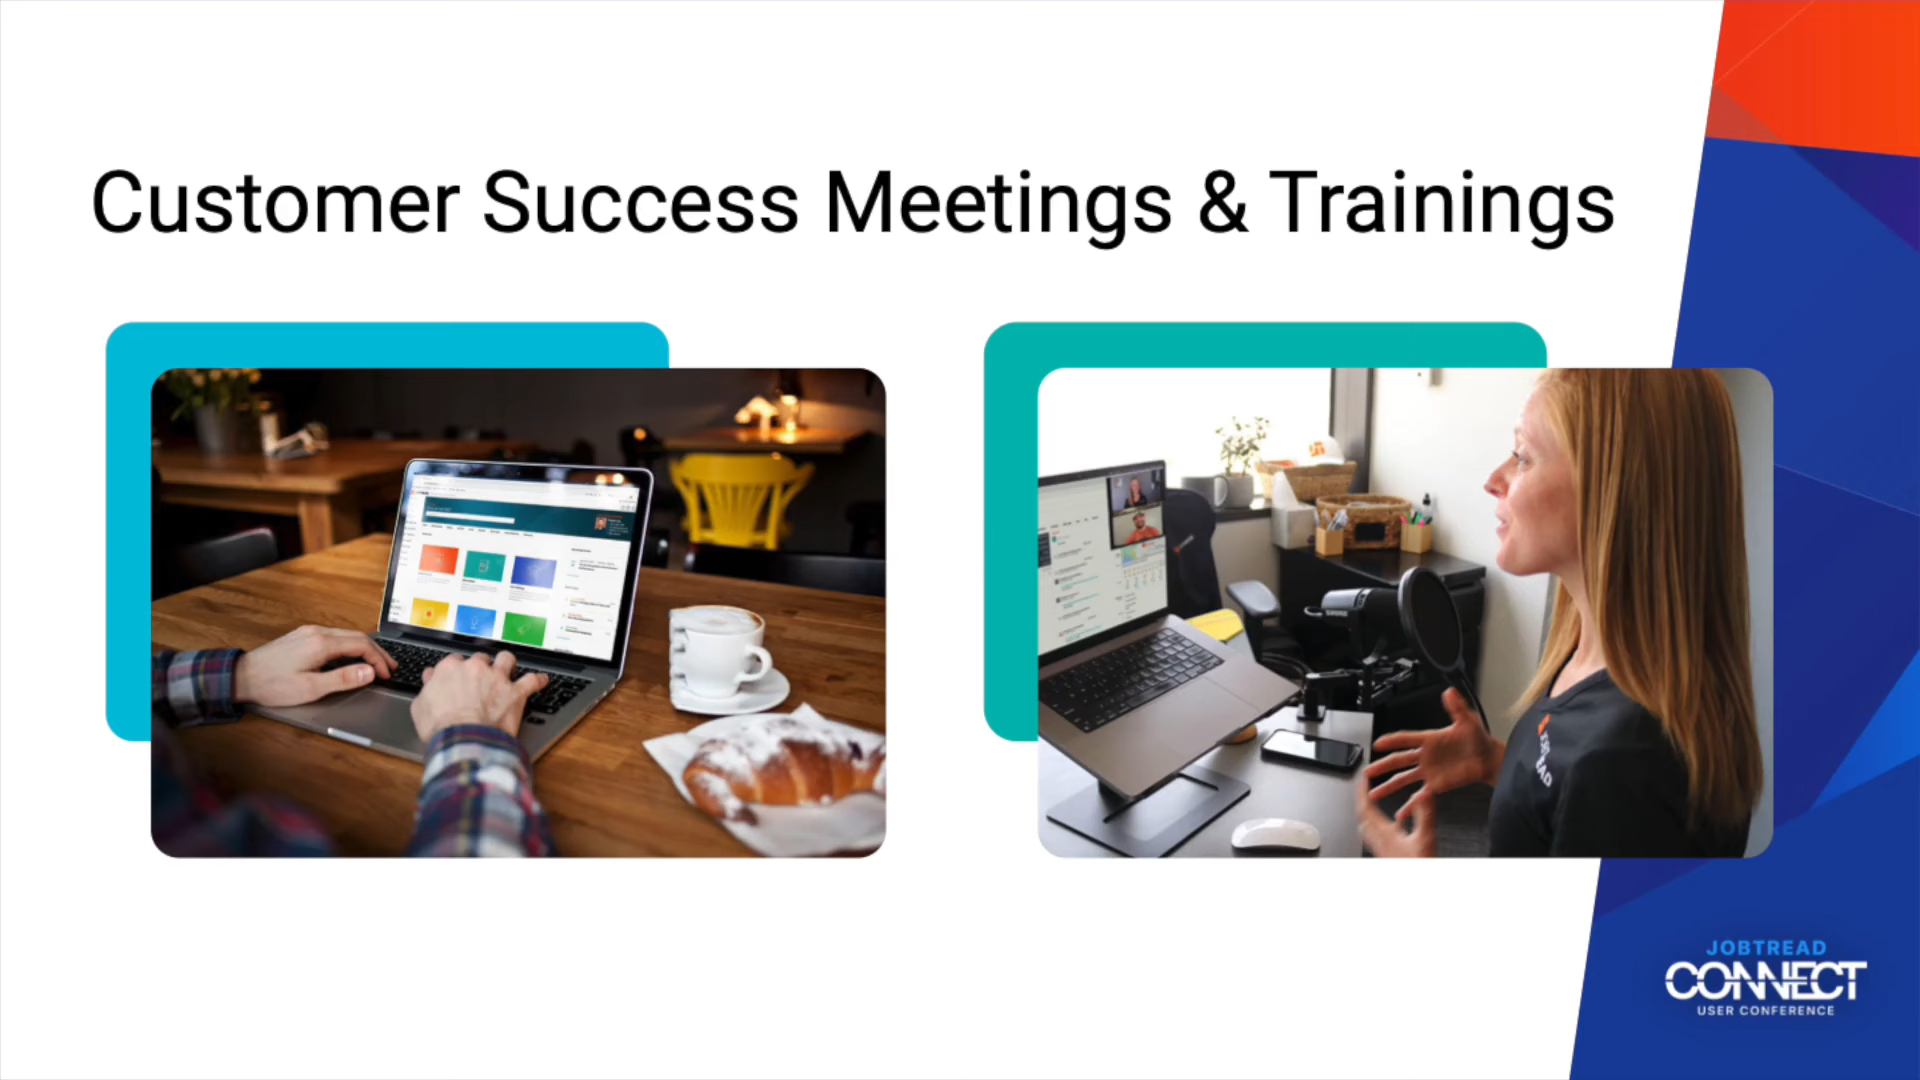 Customer Success Meetings & Trainings
JOBTREAD
CONNECT
USER CONFERENCE